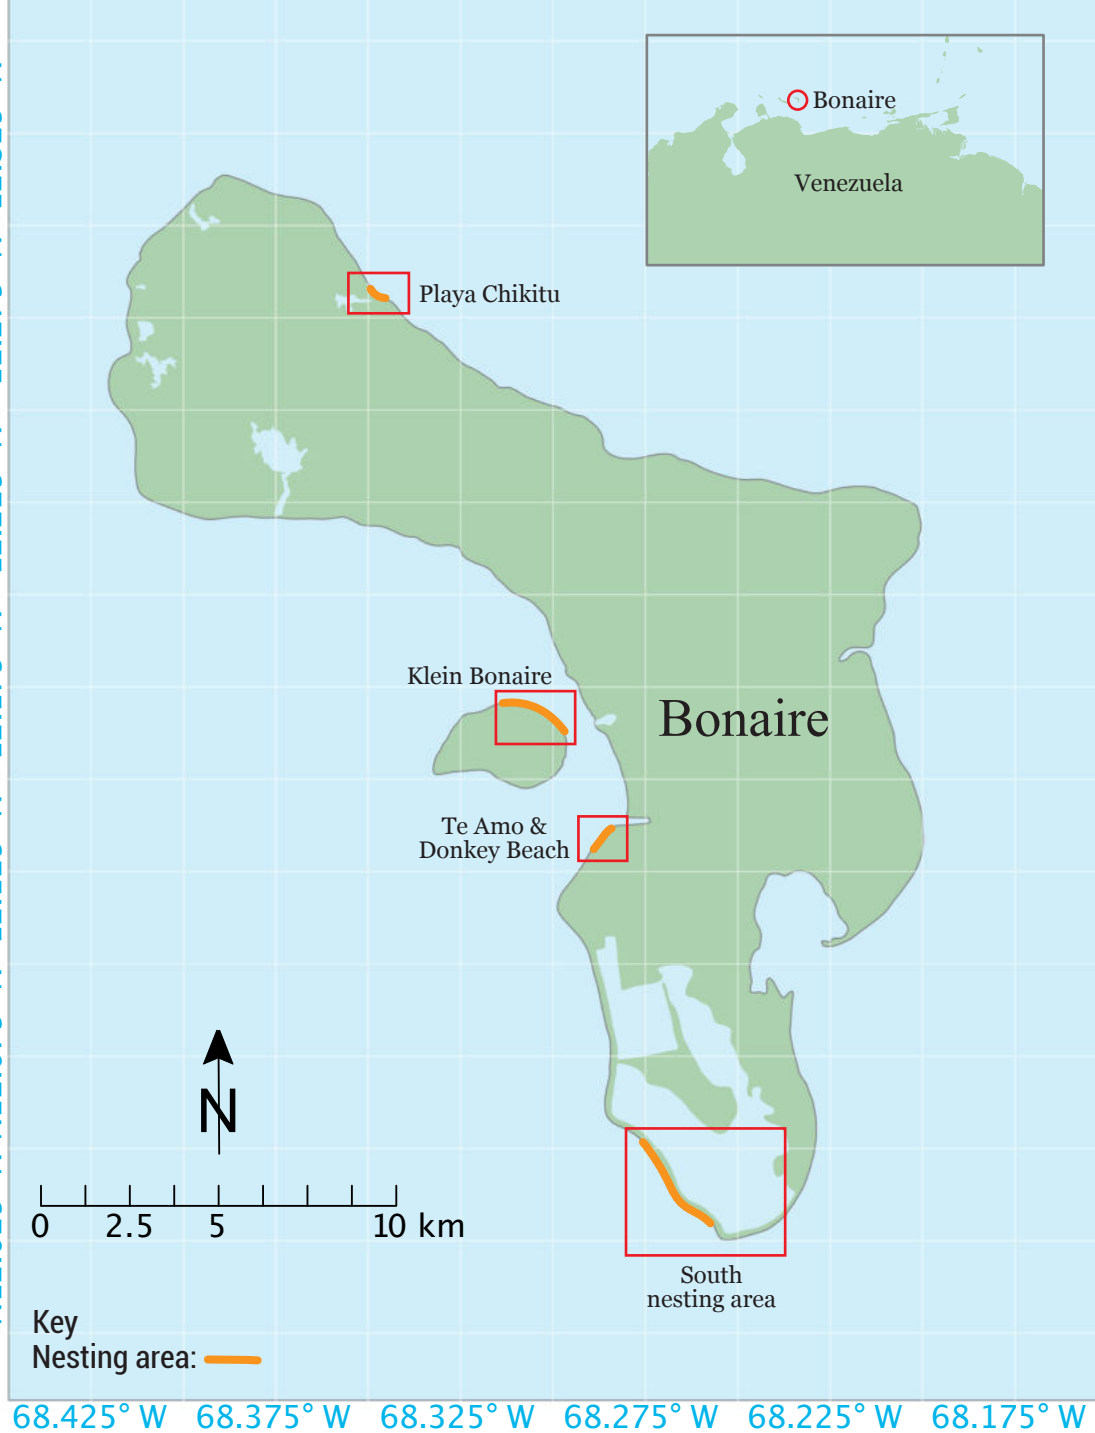 Bonaire
Venezuela
Playa Chikitu
Klein Bonaire
Bonaire
Te Amo &
Donkey Beach
N
0 2.5 5 10 km
South
nesting area
Key
Nesting area:
68.425° W 68.375° W 68.325° W 68.275° W 68.225° W 68.175° W